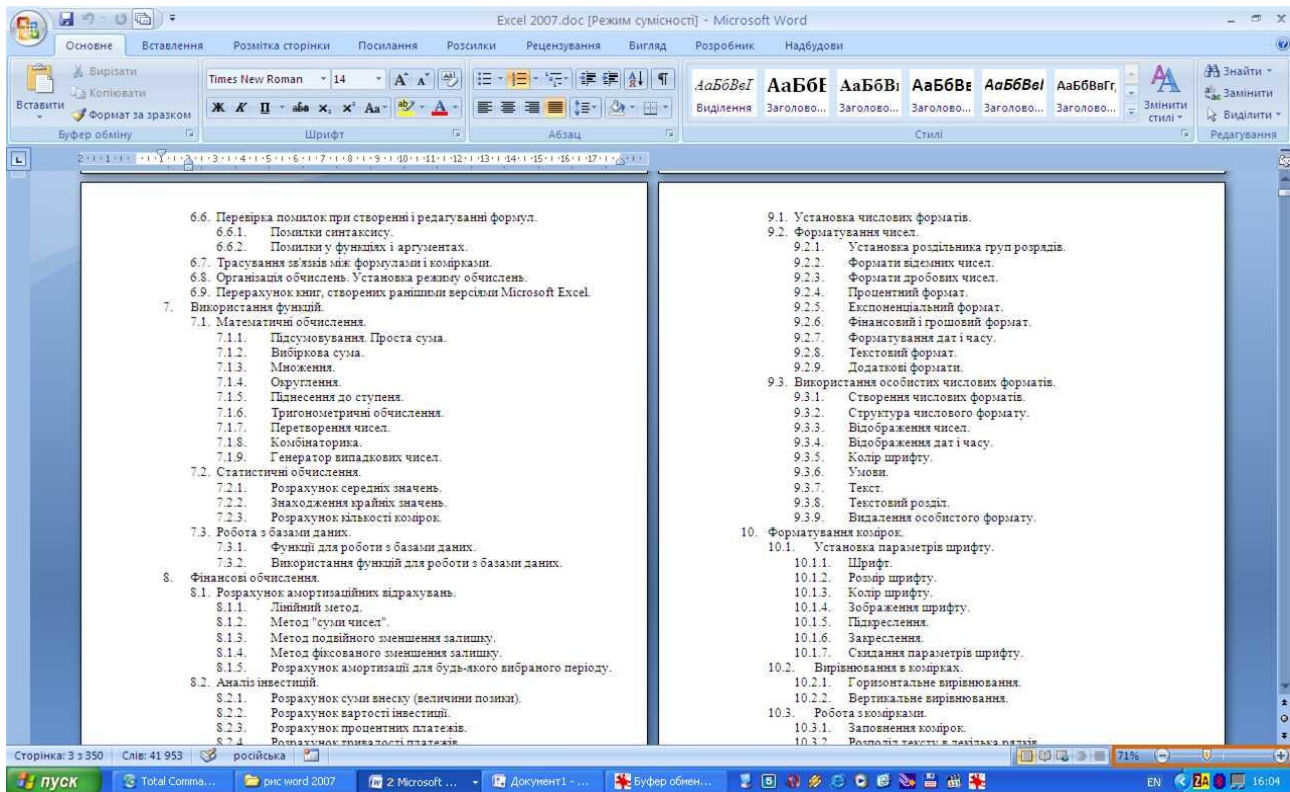 Excel 2007.doc [Режим сумісності] - Microsoft Word
Основне Вставлення Розмітка сторінки Посилання Розсилки Рецензування Вигляд Розробник Надбудови
Вставити
Вирізати
Копіювати
Формат за зразком
Буфер обміну
Times New Roman 14
Шрифт
Абзац
АаБбВвГ АаБбІ АаБбВі АаБбВв АаБбВвІ АаБбВвГг,
Виділення Заголово... Заголово... Заголово... Заголово... Заголово...
Змінити стилі
Стилі
Знайти
Замінити
Виділити
Редагування
6.6. Перевірка помилок при створенні і редагуванні формул.
6.6.1. Помилки синтаксису.
6.6.2. Помилки у функціях і аргументах.
6.7. Трасування зв'язків між формулами і комірками.
6.8. Організація обчислень. Установка режиму обчислень.
6.9. Перерахунок книг, створених ранішими версіями Microsoft Excel.
7. Використання функцій.
7.1. Математичні обчислення.
7.1.1. Підсумовування. Проста сума.
7.1.2. Вибіркова сума.
7.1.3. Множення.
7.1.4. Округлення.
7.1.5. Піднесення до ступеня.
7.1.6. Тригонометричні обчислення.
7.1.7. Перетворення чисел.
7.1.8. Комбінаторика.
7.1.9. Генератор випадкових чисел.
7.2. Статистичні обчислення.
7.2.1. Розрахунок середніх значень.
7.2.2. Знаходження крайніх значень.
7.2.3. Розрахунок кількості комірок.
7.3. Робота з базами даних.
7.3.1. Функції для роботи з базами даних.
7.3.2. Використання функцій для роботи з базами даних.
8. Фінансові обчислення.
8.1. Розрахунок амортизаційних відрахувань.
8.1.1. Лінійний метод.
8.1.2. Метод "суми чисел".
8.1.3. Метод подвійного зменшення залишку.
8.1.4. Метод фіксованого зменшення залишку.
8.1.5. Розрахунок амортизації для будь-якого вибраного періоду.
8.2. Аналіз інвестицій.
8.2.1. Розрахунок суми внеску (величини позики).
8.2.2. Розрахунок вартості інвестиції.
8.2.3. Розрахунок процентних платежів.
8.2.4. Розрахунок тривалості платежів
9.1. Установка числових форматів.
9.2. Форматування чисел.
9.2.1. Установка роздільника груп розрядів.
9.2.2. Формати відємних чисел.
9.2.3. Формати дробових чисел.
9.2.4. Процентний формат.
9.2.5. Експоненціальний формат.
9.2.6. Фінансовий і грошовий формат.
9.2.7. Форматування дат і часу.
9.2.8. Текстовий формат.
9.2.9. Додаткові формати.
9.3. Використання особистих числових форматів.
9.3.1. Створення числових форматів.
9.3.2. Структура числового формату.
9.3.3. Відображення чисел.
9.3.4. Відображення дат і часу.
9.3.5. Колір шрифту.
9.3.6. Умови.
9.3.7. Текст.
9.3.8. Текстовий розділ.
9.3.9. Видалення особистого формату.
10. Форматування комірок.
10.1. Установка параметрів шрифту.
10.1.1. Шрифт.
10.1.2. Розмір шрифту.
10.1.3. Колір шрифту.
10.1.4. Зображення шрифту.
10.1.5. Підкреслення.
10.1.6. Закреслення.
10.1.7. Скидання параметрів шрифту.
10.2. Вирівнювання в комірках.
10.2.1. Горизонтальне вирівнювання.
10.2.2. Вертикальне вирівнювання.
10.3. Робота з комірками.
10.3.1. Заповнення комірок.
10.3.2. Розподіл тексту в декілька рядків
Сторінка: 3 з 350 Слів: 41 953 російська 71%
пуск Total Comma... рис word 2007 2 Microsoft ... Документ1 - ... Буфер обмен... EN ZA 16:04